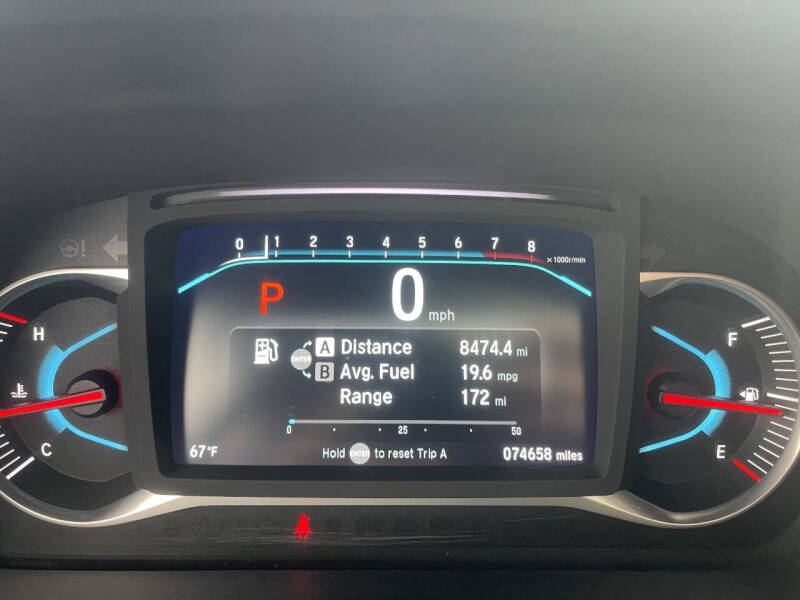 0 1 2 3 4 5 6 7 8 ×1000r/min
P 0 mph
H
F
ENTER A Distance 8474.4 mi
B Avg. Fuel 19.6 mpg
Range 172 mi
0 25 50
C
E
67°F Hold ENTER to reset Trip A 074658 miles